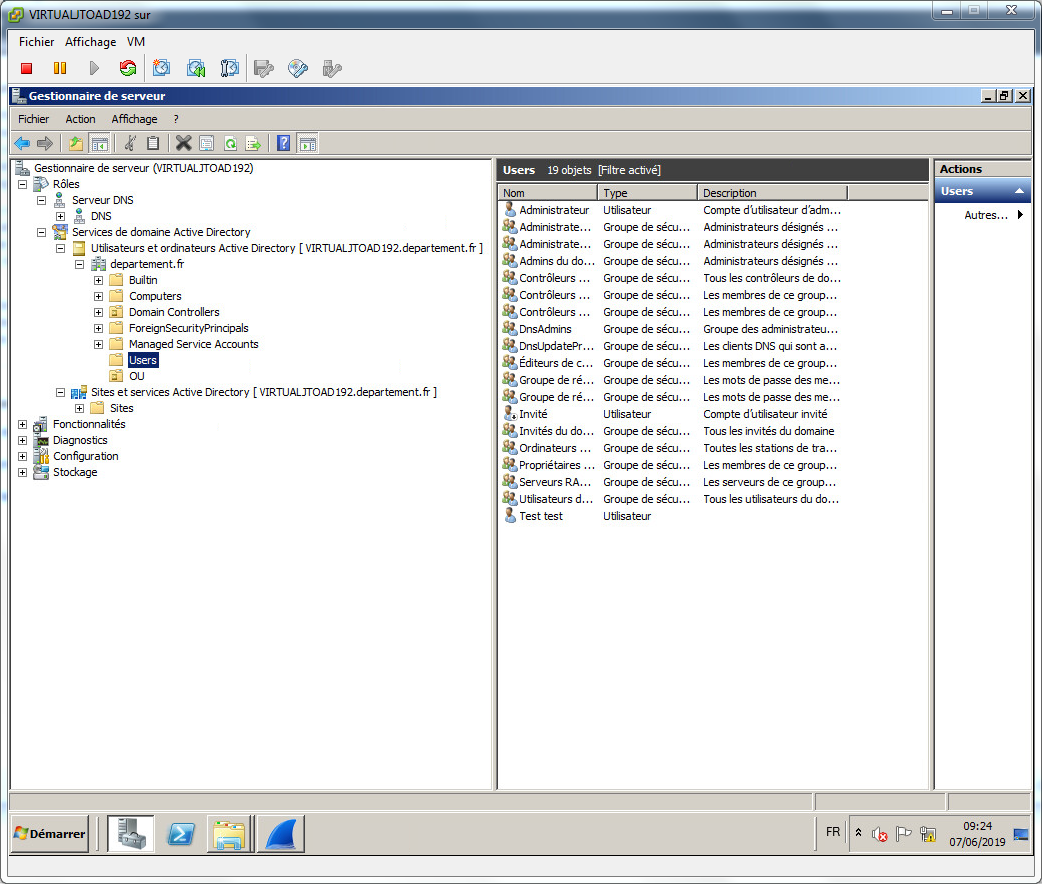 VIRTUALJTOAD192 sur
Fichier Affichage VM
Gestionnaire de serveur
Fichier Action Affichage ?
Gestionnaire de serveur (VIRTUALJTOAD192)
Rôles
Serveur DNS
DNS
Services de domaine Active Directory
Utilisateurs et ordinateurs Active Directory [ VIRTUALJTOAD192.departement.fr ]
departement.fr
Builtin
Computers
Domain Controllers
ForeignSecurityPrincipals
Managed Service Accounts
Users
OU
Sites et services Active Directory [ VIRTUALJTOAD192.departement.fr ]
Sites
Fonctionnalités
Diagnostics
Configuration
Stockage
Users 19 objets [Filtre activé]
Nom Type Description
Administrateur Utilisateur Compte d'utilisateur d'adm...
Administrate... Groupe de sécu... Administrateurs désignés ...
Administrate... Groupe de sécu... Administrateurs désignés ...
Admins du do... Groupe de sécu... Administrateurs désignés ...
Contrôleurs ... Groupe de sécu... Tous les contrôleurs de do...
Contrôleurs ... Groupe de sécu... Les membres de ce group...
Contrôleurs ... Groupe de sécu... Les membres de ce group...
DnsAdmins Groupe de sécu... Groupe des administrateu...
DnsUpdatePr... Groupe de sécu... Les clients DNS qui sont a...
Éditeurs de c... Groupe de sécu... Les membres de ce group...
Groupe de ré... Groupe de sécu... Les mots de passe des me...
Groupe de ré... Groupe de sécu... Les mots de passe des me...
Invité Utilisateur Compte d'utilisateur invité
Invités du do... Groupe de sécu... Tous les invités du domaine
Ordinateurs ... Groupe de sécu... Toutes les stations de tra...
Propriétaires ... Groupe de sécu... Les membres de ce group...
Serveurs RA... Groupe de sécu... Les serveurs de ce group...
Utilisateurs d... Groupe de sécu... Tous les utilisateurs du do...
Test test Utilisateur
Actions
Users
Autres...
Démarrer
FR
09:24
07/06/2019